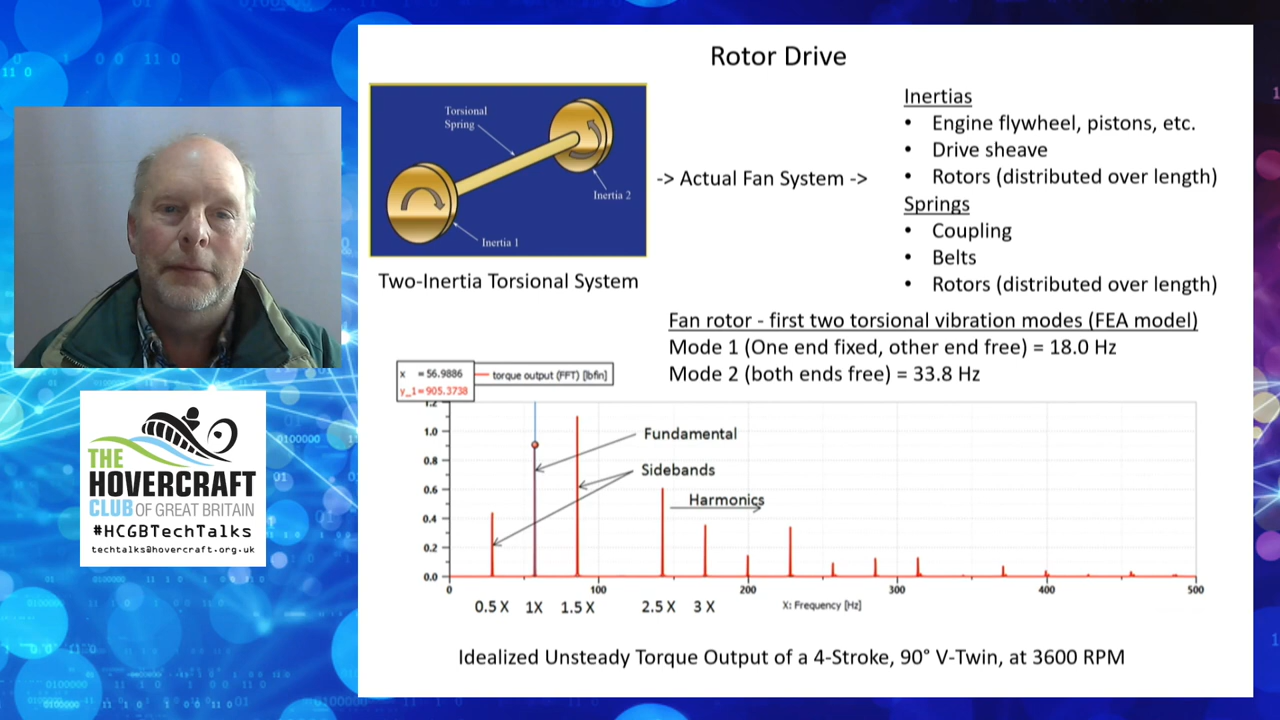 Rotor Drive
Torsional
Spring
Inertia 2
Inertia 1
Two-Inertia Torsional System
-> Actual Fan System ->
Inertias
• Engine flywheel, pistons, etc.
• Drive sheave
• Rotors (distributed over length)
Springs
• Coupling
• Belts
• Rotors (distributed over length)
Fan rotor - first two torsional vibration modes (FEA model)
Mode 1 (One end fixed, other end free) = 18.0 Hz
Mode 2 (both ends free) = 33.8 Hz
x = 56.9886
y_1=905.3738
torque output (FFT) [lbfin]
1.2
1.0
0.8
0.6
0.4
0.2
0.0
Fundamental
Sidebands
Harmonics
0 100 200 300 400 500
0.5 X 1X 1.5 X 2.5 X 3 X
X: Frequency [Hz]
Idealized Unsteady Torque Output of a 4-Stroke, 90° V-Twin, at 3600 RPM
THE
HOVERCRAFT
CLUB OF GREAT BRITAIN
#HCGBTechTalks
techtalks@hovercraft.org.uk